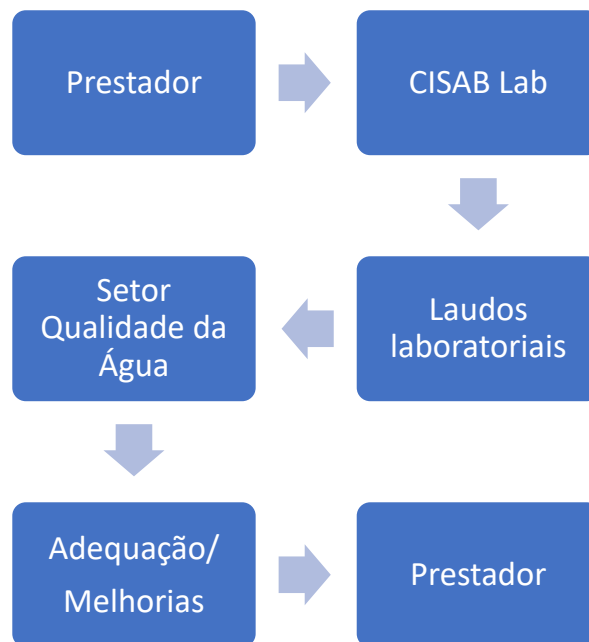 Prestador
CISAB Lab
Laudos
laboratoriais
Setor
Qualidade da
Água
Adequação/
Melhorias
Prestador